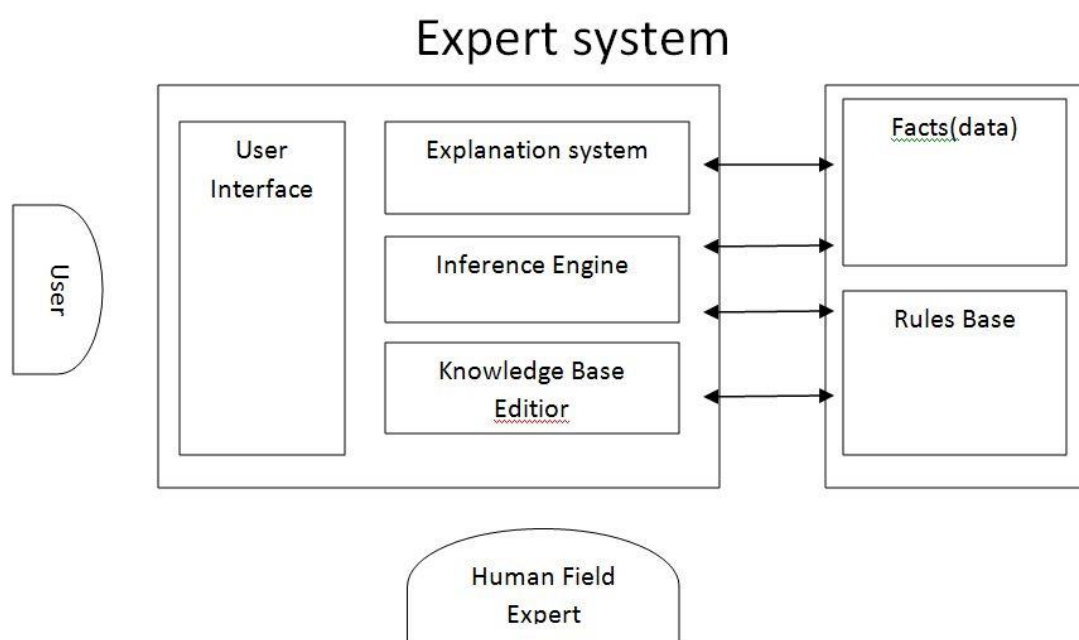 Expert system
User
User
Interface
Explanation system
Inference Engine
Knowledge Base
Editior
Facts(data)
Rules Base
Human Field
Expert